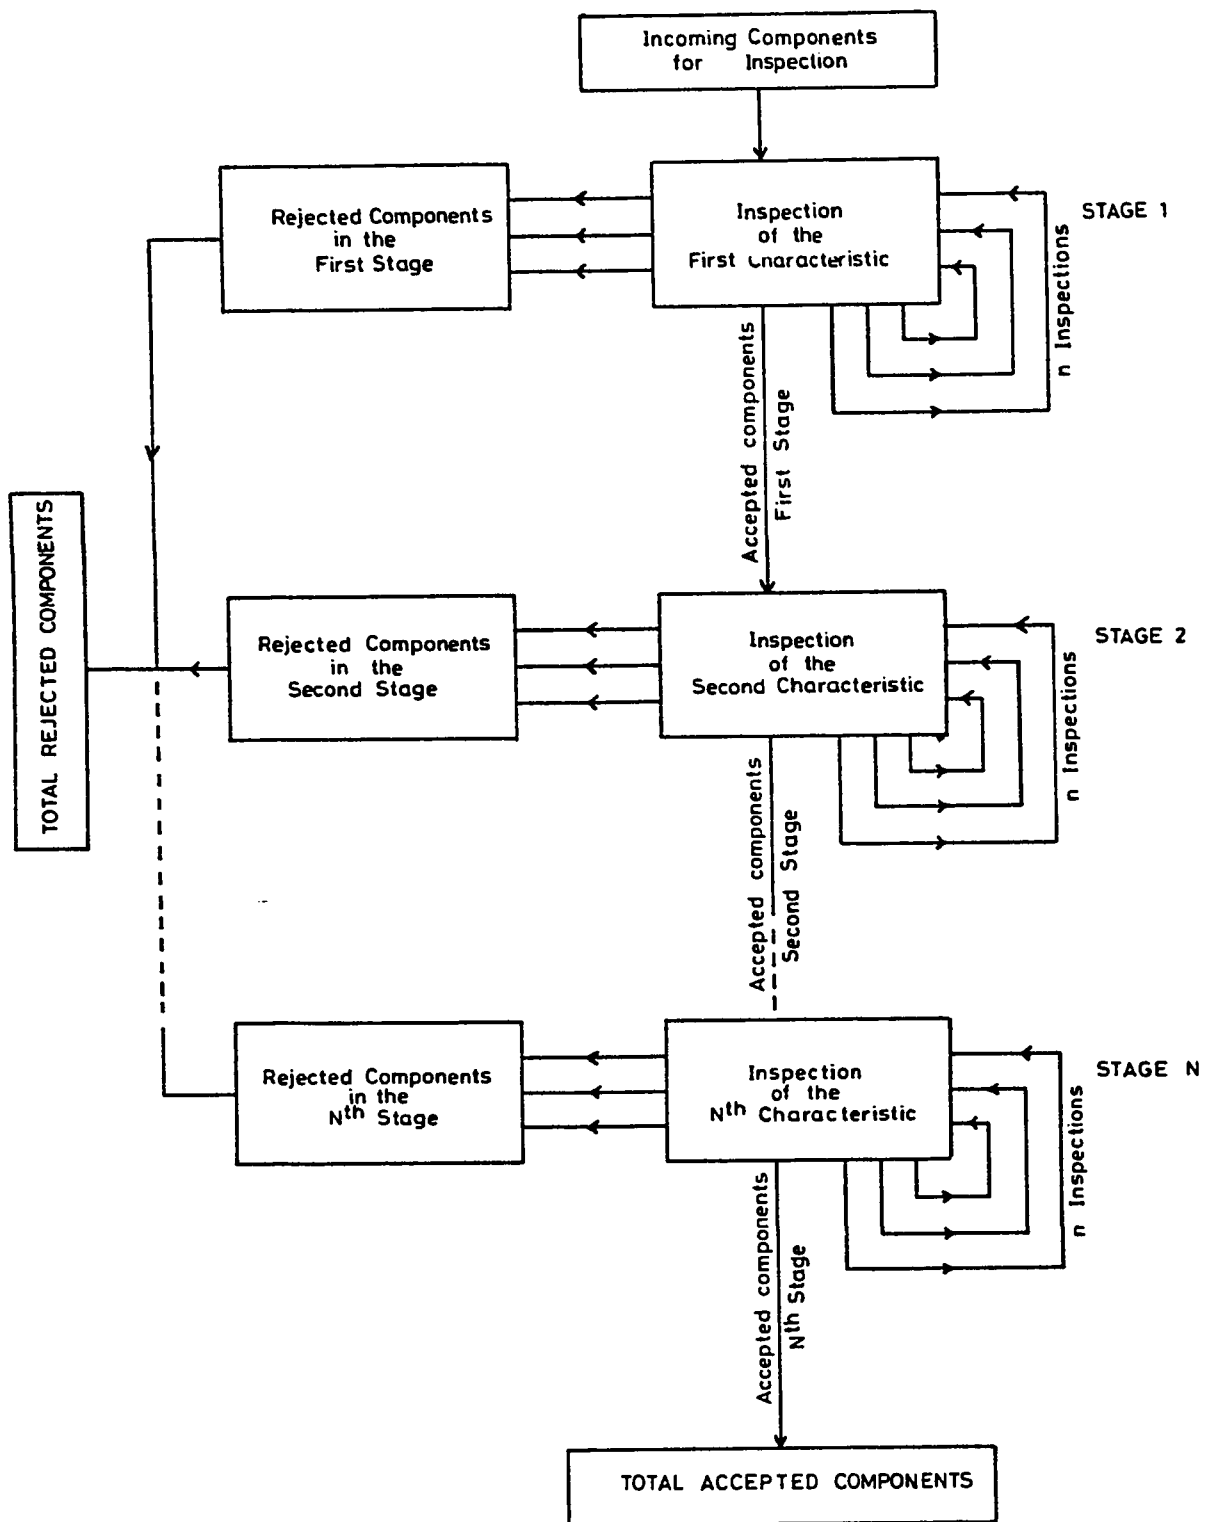 Incoming Components
for Inspection
Rejected Components
in the
First Stage
Inspection
of the
First Characteristic
STAGE 1
n Inspections
Accepted components
First Stage
TOTAL REJECTED COMPONENTS
Rejected Components
in the
Second Stage
Inspection
of the
Second Characteristic
STAGE 2
n Inspections
Accepted components
Second Stage
Rejected Components
in the
Nth Stage
Inspection
of the
Nth Characteristic
STAGE N
n Inspections
Accepted components
Nth Stage
TOTAL ACCEPTED COMPONENTS